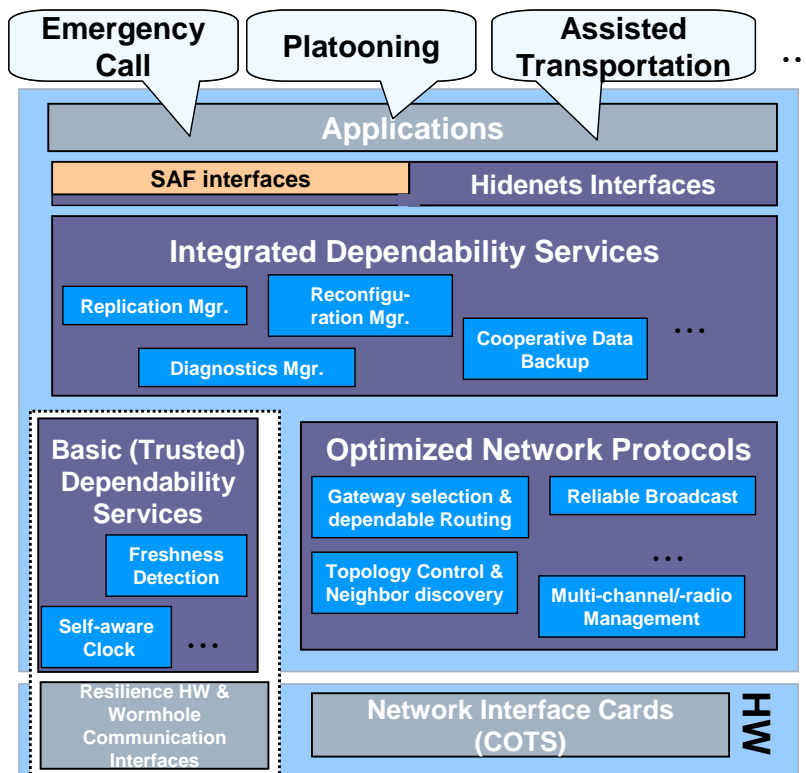 Emergency
Call
Platooning
Assisted
Transportation
..
Applications
SAF interfaces
Hidenets Interfaces
Integrated Dependability Services
Replication Mgr.
Reconfigu-
ration Mgr.
...
Cooperative Data
Backup
Diagnostics Mgr.
Basic (Trusted)
Dependability
Services
Freshness
Detection
Self-aware
Clock
...
Optimized Network Protocols
Gateway selection &
dependable Routing
Reliable Broadcast
...
Topology Control &
Neighbor discovery
Multi-channel/-radio
Management
Resilience HW &
Wormhole
Communication
Interfaces
Network Interface Cards
(COTS)
HW